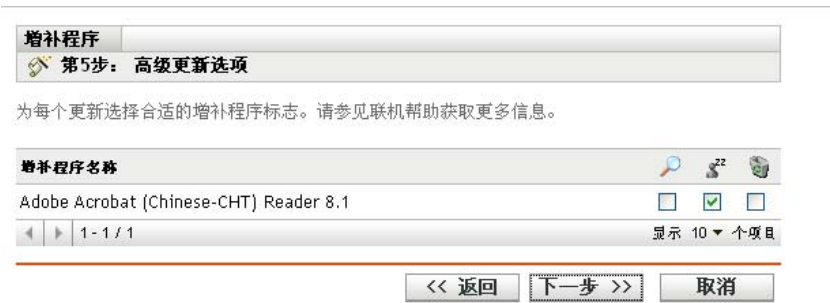 增补程序
第5步： 高级更新选项
为每个更新选择合适的增补程序标志。请参见联机帮助获取更多信息。
增补程序名称
Adobe Acrobat (Chinese-CHT) Reader 8.1
1 - 1 / 1 显示 10 个项目
<< 返回 下一步 >> 取消